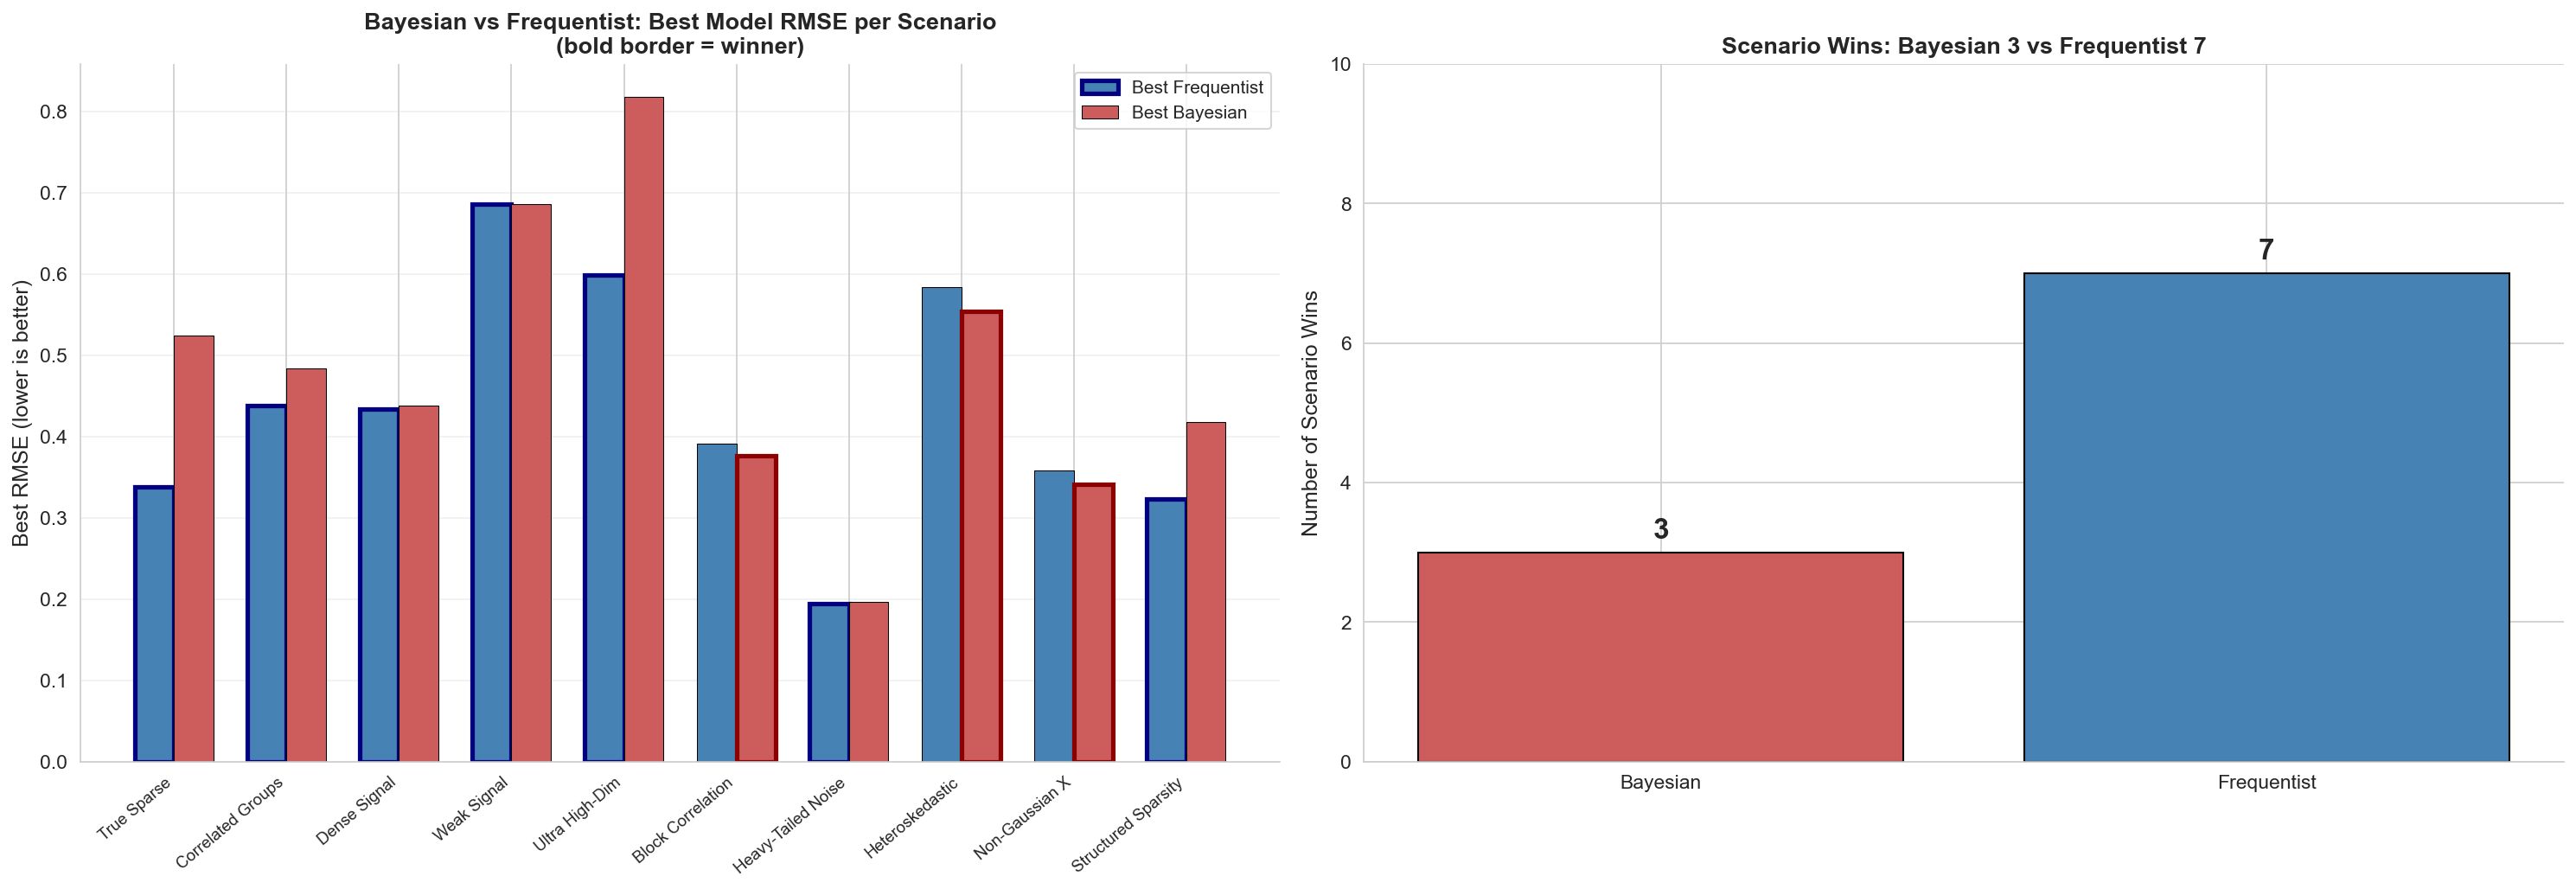 Bayesian vs Frequentist: Best Model RMSE per Scenario
(bold border = winner)
Best RMSE (lower is better)
0.8
0.7
0.6
0.5
0.4
0.3
0.2
0.1
0.0
Best Frequentist
Best Bayesian
True Sparse
Correlated Groups
Dense Signal
Weak Signal
Ultra High-Dim
Block Correlation
Heavy-Tailed Noise
Heteroskedastic
Non-Gaussian X
Structured Sparsity
Scenario Wins: Bayesian 3 vs Frequentist 7
Number of Scenario Wins
10
8
6
4
2
0
3
7
Bayesian
Frequentist